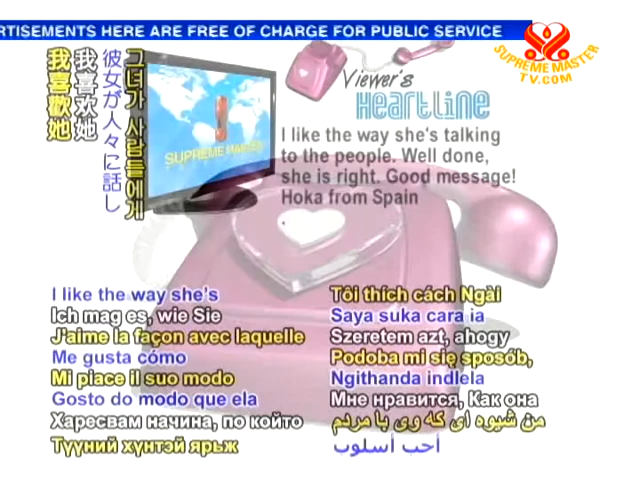 RTISEMENTS HERE ARE FREE OF CHARGE FOR PUBLIC SERVICE
SUPREME MASTER
TV.COM
Viewer's
Heartline
I like the way she's talking
to the people. Well done,
she is right. Good message!
Hoka from Spain
SUPREME MASTER
我喜歡她
我喜欢她
彼女が人々に話し
그녀가 사람들에게
I like the way she's
Ich mag es, wie Sie
J'aime la façon avec laquelle
Me gusta cómo
Mi piace il suo modo
Gosto do modo que ela
Харесвам начина, по който
Түүний хүнтэй ярьж
Tôi thích cách Ngài
Saya suka cara ia
Szeretem azt, ahogy
Podoba mi się sposób,
Ngithanda indlela
Мне нравится, Как она
من شیوه ای که وی با مردم
أحب أسلوب